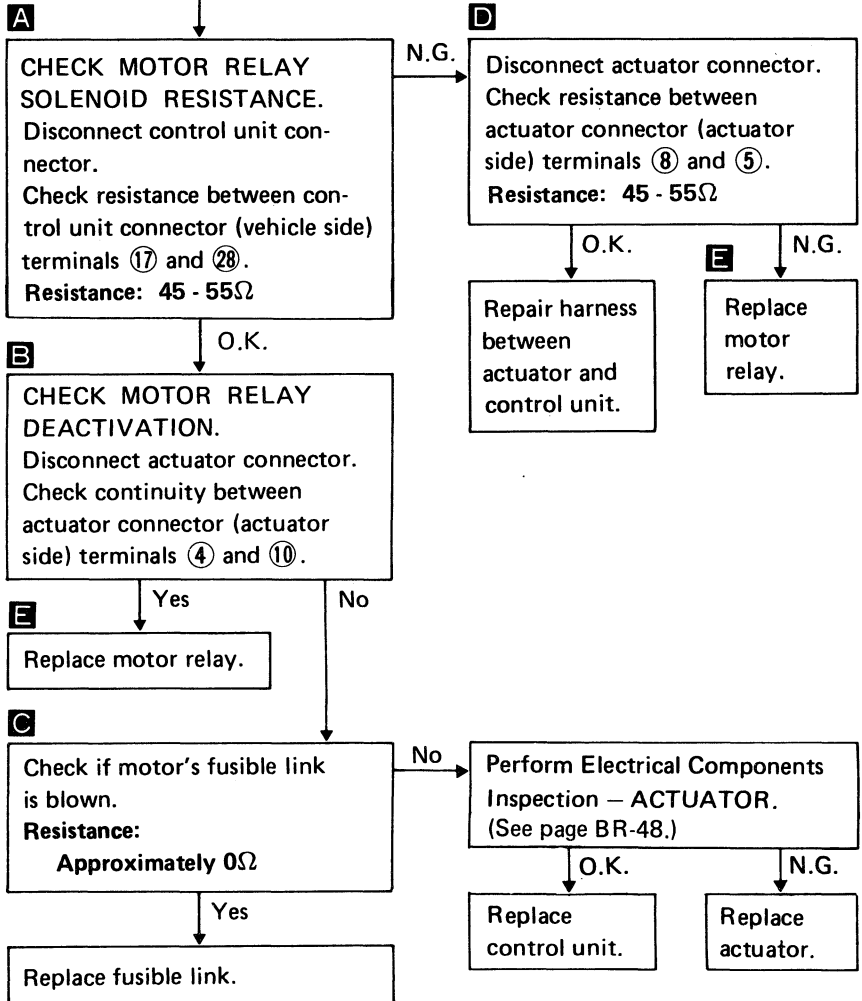 A
CHECK MOTOR RELAY
SOLENOID RESISTANCE.
Disconnect control unit con-
nector.
Check resistance between con-
trol unit connector (vehicle side)
terminals ⑰ and ㉘.
Resistance: 45 - 55Ω
N.G.
D
Disconnect actuator connector.
Check resistance between
actuator connector (actuator
side) terminals ⑧ and ⑤.
Resistance: 45 - 55Ω
O.K.
Repair harness
between
actuator and
control unit.
N.G.
E
Replace
motor
relay.
O.K.
B
CHECK MOTOR RELAY
DEACTIVATION.
Disconnect actuator connector.
Check continuity between
actuator connector (actuator
side) terminals ④ and ⑩.
Yes
E
Replace motor relay.
No
C
Check if motor's fusible link
is blown.
Resistance:
Approximately 0Ω
No
Perform Electrical Components
Inspection — ACTUATOR.
(See page BR-48.)
O.K.
Replace
control unit.
N.G.
Replace
actuator.
Yes
Replace fusible link.